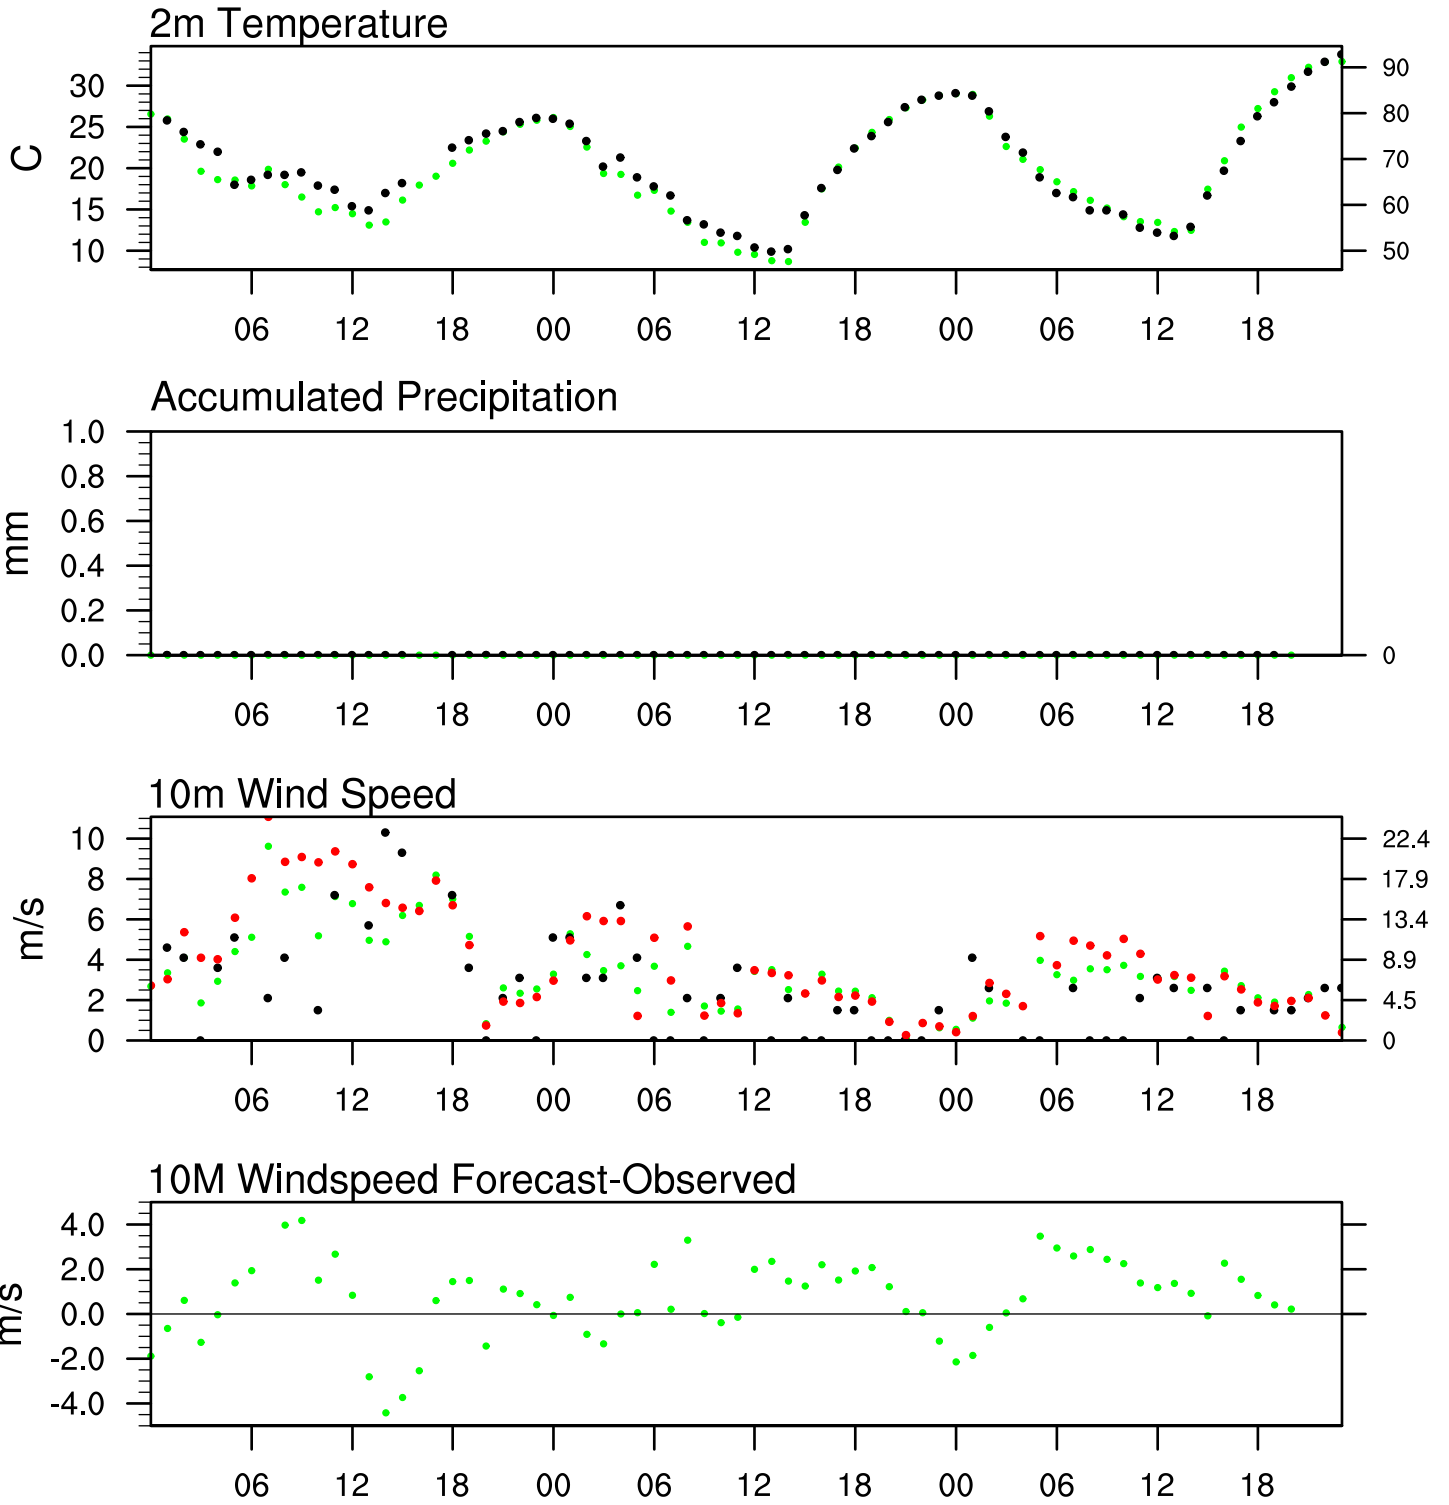 2m Temperature
30
25
20
15
10
C
90
80
70
60
50
06 12 18 00 06 12 18 00 06 12 18
Accumulated Precipitation
1.0
0.8
0.6
0.4
0.2
0.0
mm
0
06 12 18 00 06 12 18 00 06 12 18
10m Wind Speed
10
8
6
4
2
0
m/s
22.4
17.9
13.4
8.9
4.5
0
06 12 18 00 06 12 18 00 06 12 18
10M Windspeed Forecast-Observed
4.0
2.0
0.0
-2.0
-4.0
m/s
06 12 18 00 06 12 18 00 06 12 18